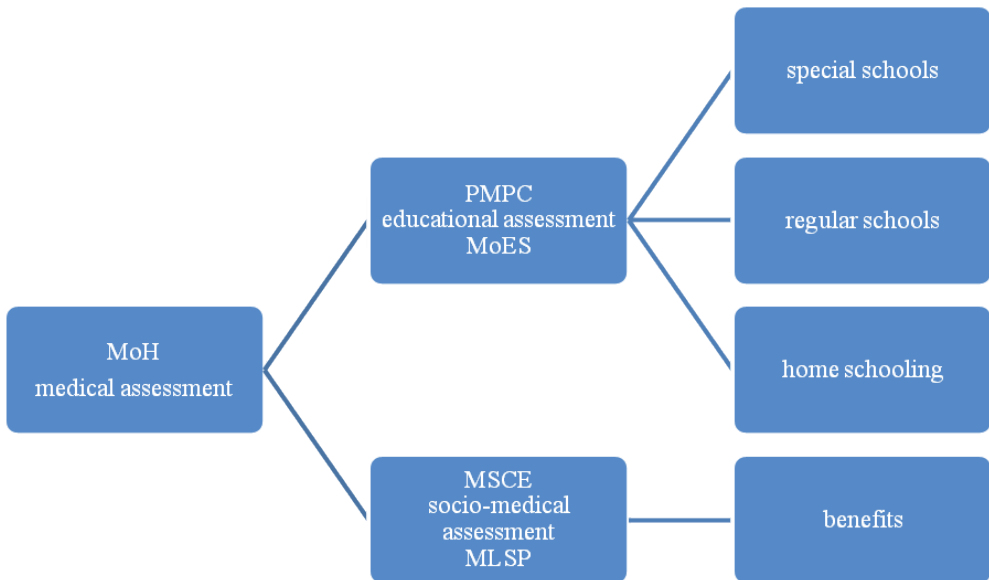 MoH
medical assessment
PMPC
educational assessment
MoES
MSCE
socio-medical
assessment
MLSP
special schools
regular schools
home schooling
benefits